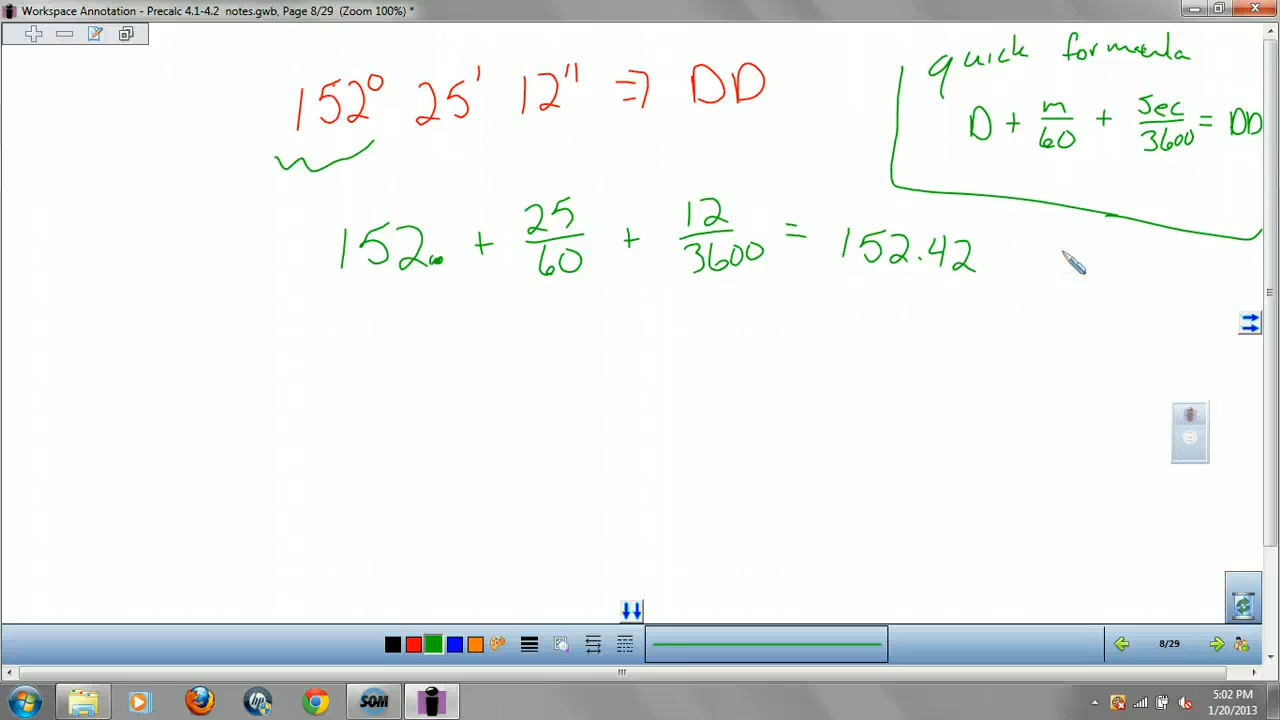 Workspace Annotation - Precalc 4.1-4.2 notes.gwb, Page 8/29 (Zoom 100%) *
quick formula
152° 25' 12" ⇒ DD
D + m/60 + Sec/3600 = DD
152. + 25/60 + 12/3600 = 152.42
8/29
SOM
5:02 PM
1/20/2013